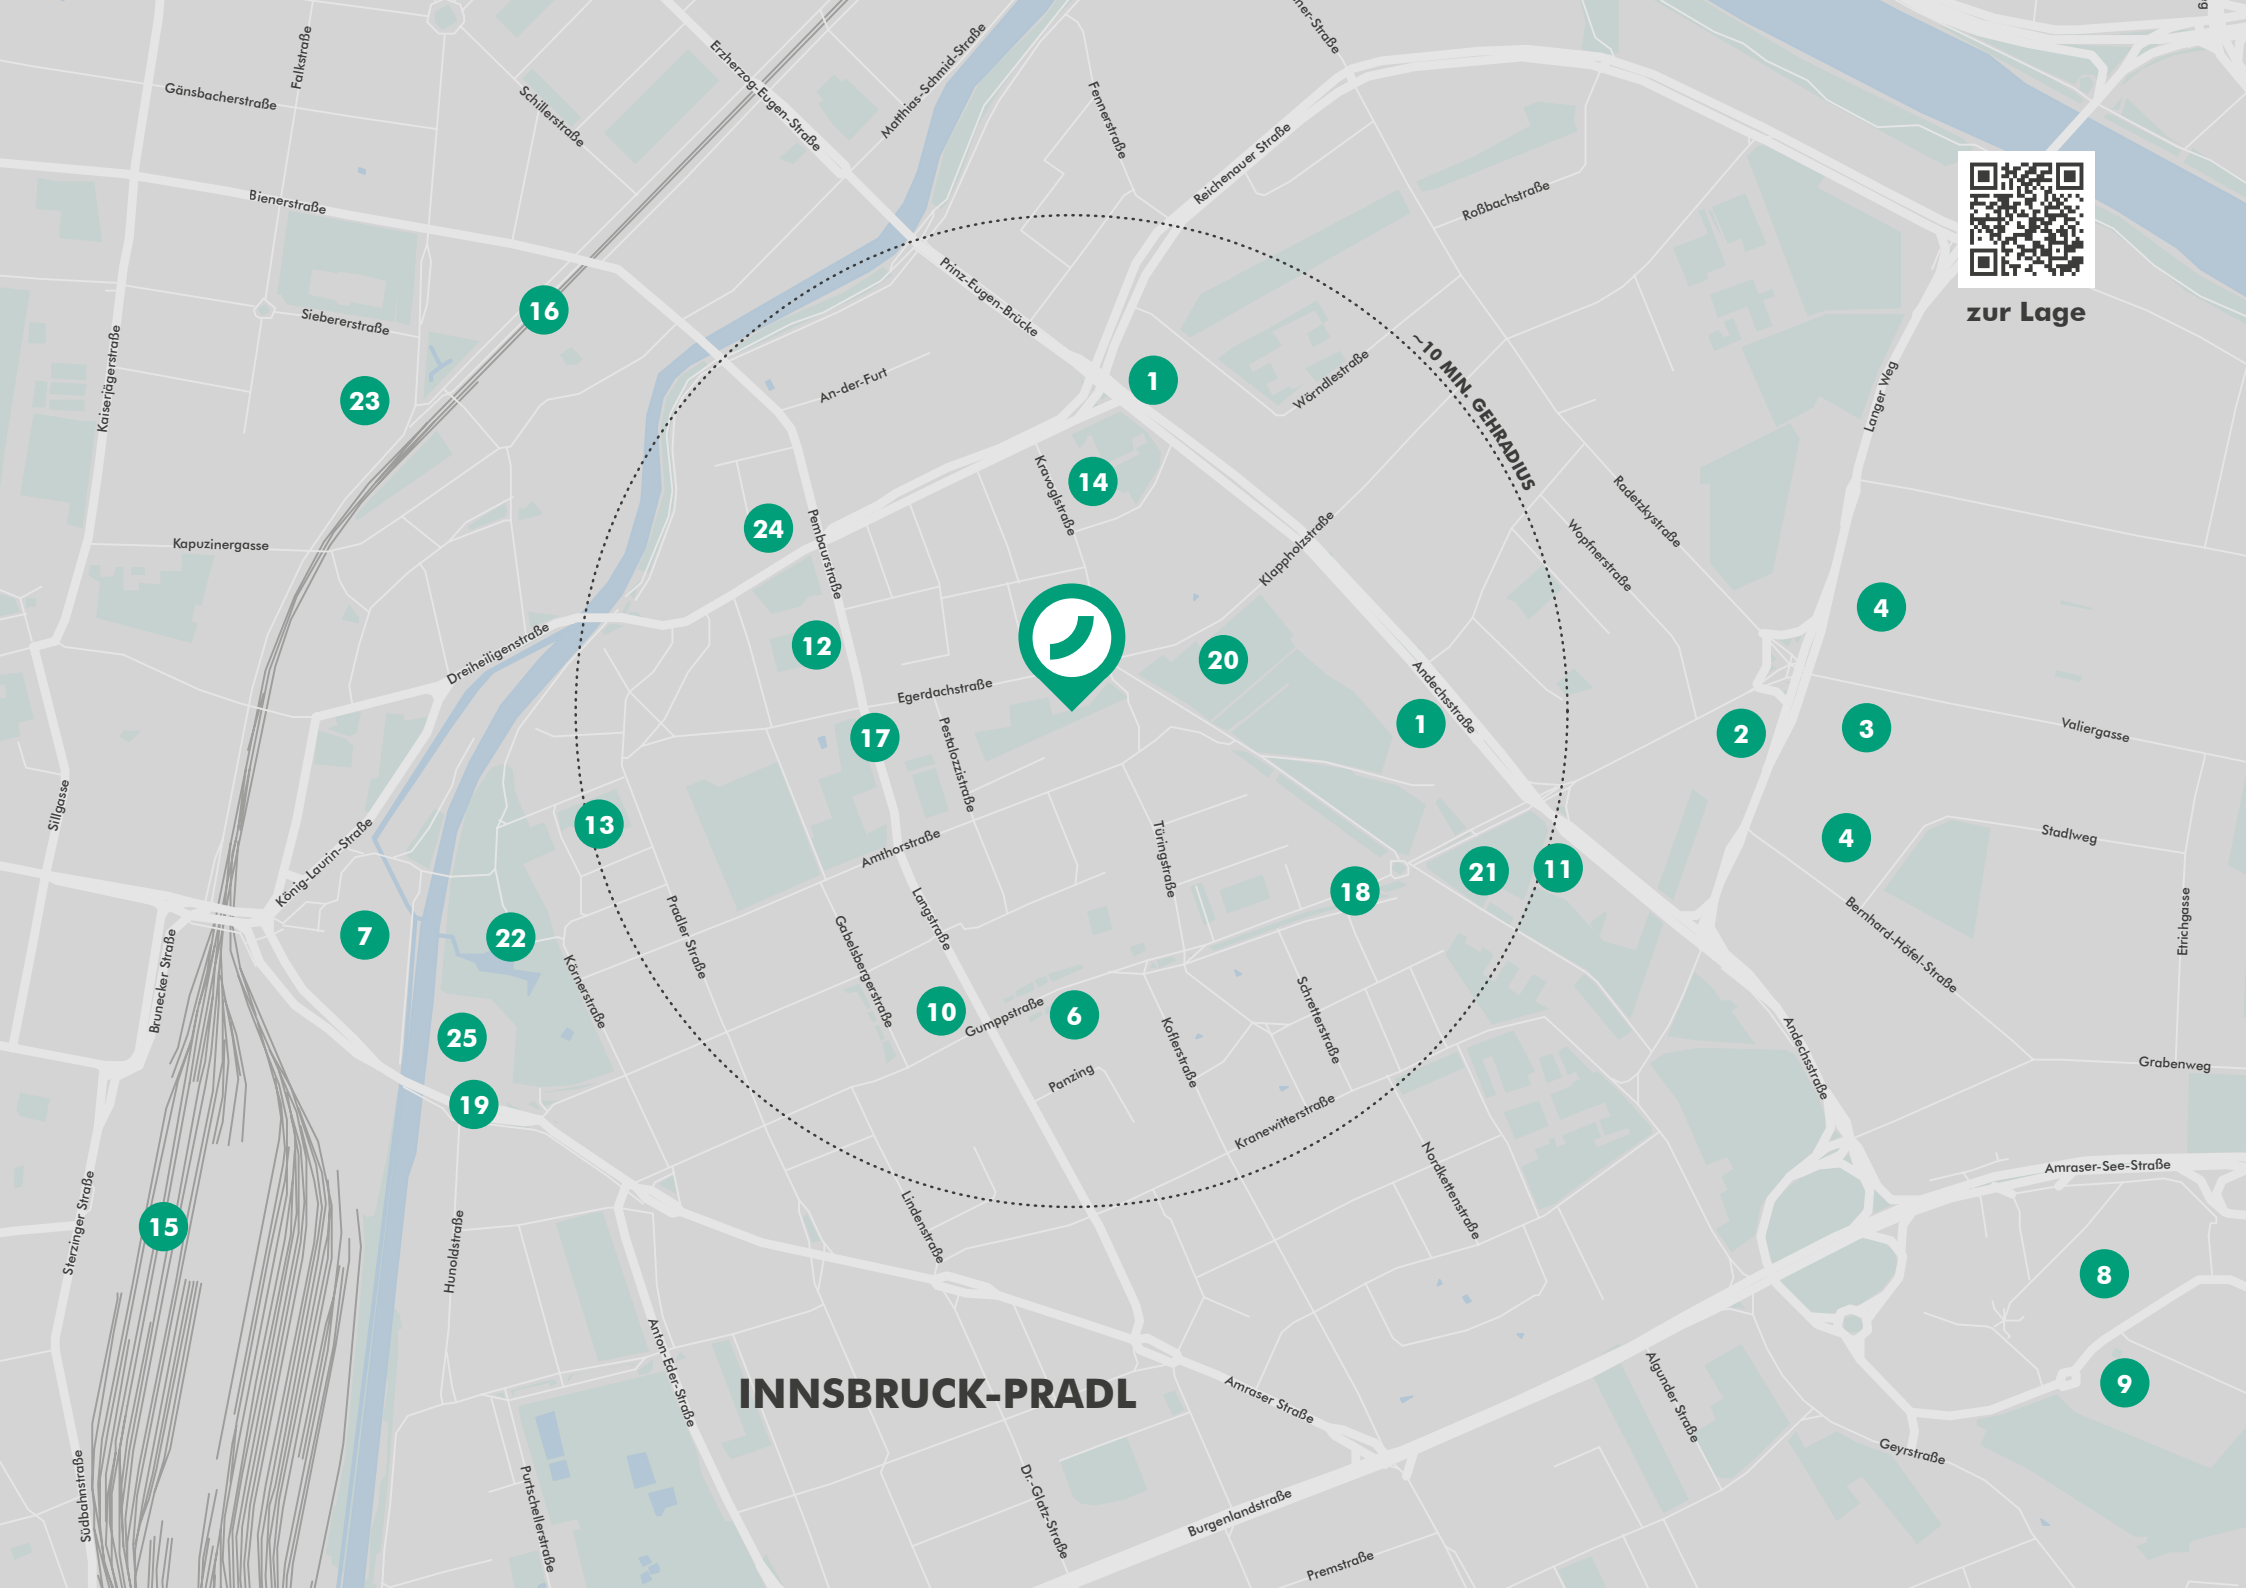 Falkstraße
Gänsbacherstraße
Schillerstraße
Erzherzog-Eugen-Straße
Matthias-Schmid-Straße
Fennerstraße
ner-Straße
Reichenauer Straße
Roßbachstraße
Bienerstraße
zur Lage
Prinz-Eugen-Brücke
16
Siebererstraße
Kaiserjägerstraße
23
An-der-Furt
1
Wörndlestraße
~10 MIN. GEHRADIUS
Langer Weg
Kravoglstraße
14
24
Pembaurstraße
Klappholzstraße
Radetzkystraße
Wopfnerstraße
Kapuzinergasse
4
Dreiheiligenstraße
12
20
Egerdachstraße
Andechsstraße
1
2
3
Valiergasse
17
Pestalozzistraße
Sillgasse
13
Amthorstraße
Türingstraße
4
Stadlweg
König-Laurin-Straße
21
11
18
Pradler Straße
Langstraße
Gabelsbergerstraße
Bernhard-Höfel-Straße
Etrichgasse
7
22
Brunecker Straße
Körnerstraße
10
Gumppstraße
6
Schretterstraße
Koflerstraße
25
Panzing
Andechsstraße
Grabenweg
19
Kranewitterstraße
Nordkettenstraße
Amraser-See-Straße
Sterzinger Straße
15
Hunoldstraße
Lindenstraße
8
Anton-Eder-Straße
INNSBRUCK-PRADL
Amraser Straße
Algunder Straße
9
Geyrstraße
Südbahnstraße
Purtschellerstraße
Dr.-Glatz-Straße
Burgenlandstraße
Premstraße